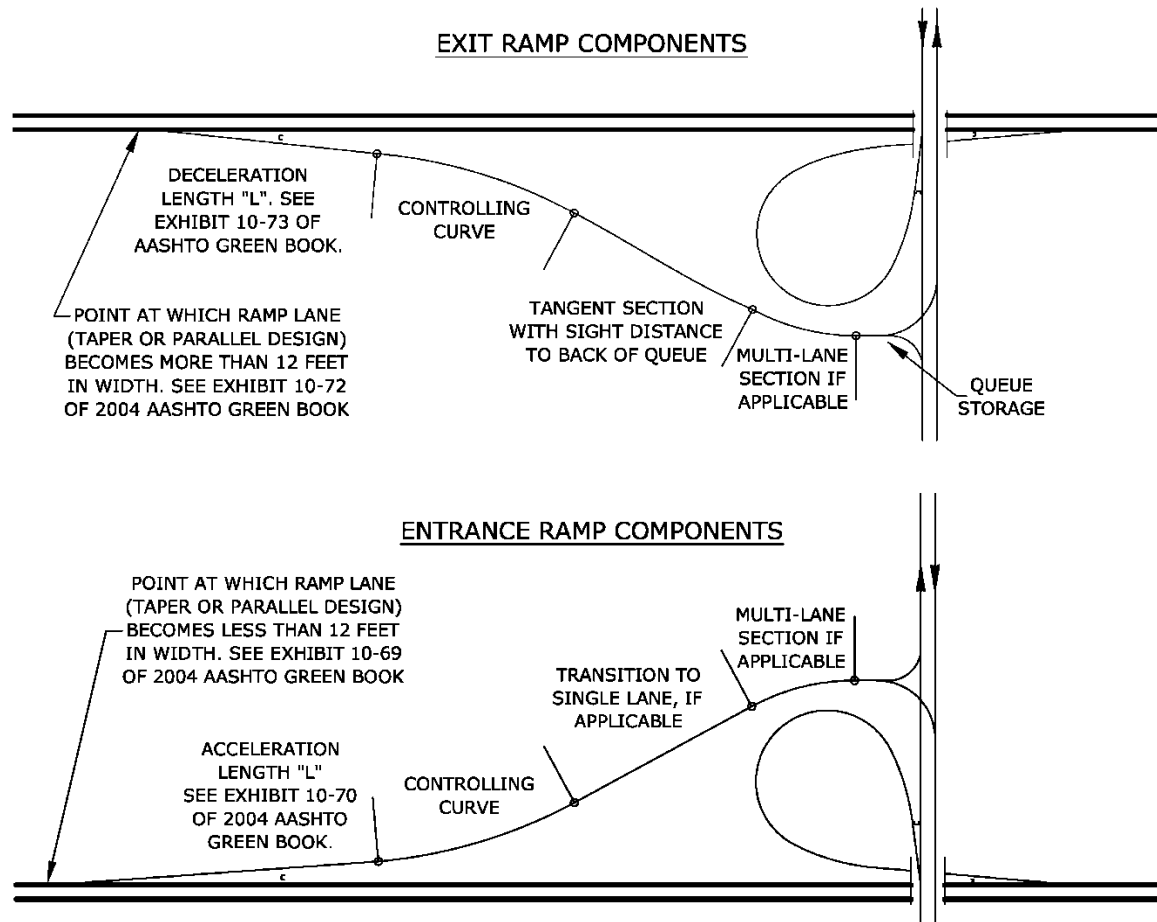 EXIT RAMP COMPONENTS
DECELERATION
LENGTH "L". SEE
EXHIBIT 10-73 OF
AASHTO GREEN BOOK.
CONTROLLING
CURVE
POINT AT WHICH RAMP LANE
(TAPER OR PARALLEL DESIGN)
BECOMES MORE THAN 12 FEET
IN WIDTH. SEE EXHIBIT 10-72
OF 2004 AASHTO GREEN BOOK
TANGENT SECTION
WITH SIGHT DISTANCE
TO BACK OF QUEUE
MULTI-LANE
SECTION IF
APPLICABLE
QUEUE
STORAGE
ENTRANCE RAMP COMPONENTS
POINT AT WHICH RAMP LANE
(TAPER OR PARALLEL DESIGN)
BECOMES LESS THAN 12 FEET
IN WIDTH. SEE EXHIBIT 10-69
OF 2004 AASHTO GREEN BOOK
MULTI-LANE
SECTION IF
APPLICABLE
TRANSITION TO
SINGLE LANE, IF
APPLICABLE
ACCELERATION
LENGTH "L"
SEE EXHIBIT 10-70
OF 2004 AASHTO
GREEN BOOK.
CONTROLLING
CURVE